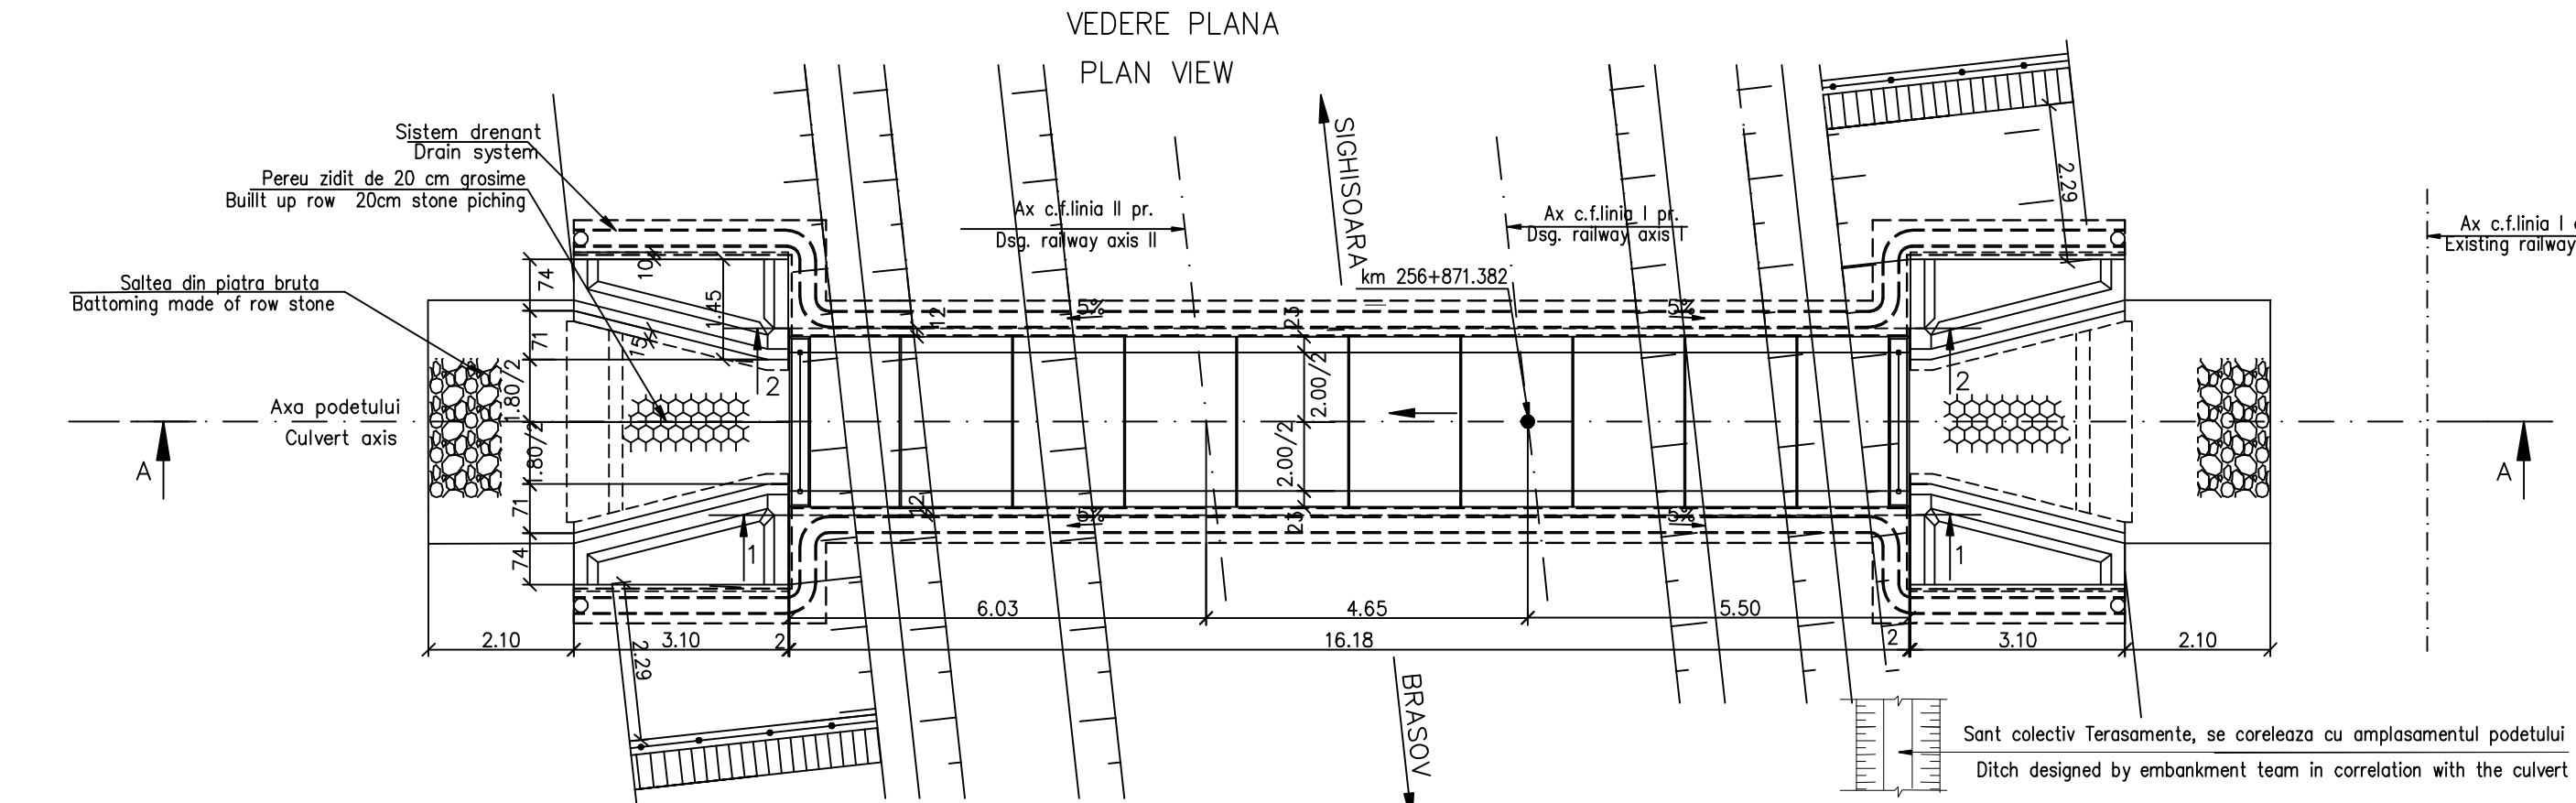 VEDERE PLANA
PLAN VIEW
Sistem drenant
Drain system
Pereu zidit de 20 cm grosime
Buillt up row 20cm stone piching
Saltea din piatra bruta
Battoming made of row stone
Axa podetului
Culvert axis
A
A
SIGHISOARA
BRASOV
Ax c.f.linia II pr.
Dsg. railway axis II
Ax c.f.linia I pr.
Dsg. railway axis I
km 256+871.382
Ax c.f.linia I
Existing railway
2.29
2.29
74
71
1.80/2
1.80/2
71
74
10
1.45
15
12
12
5%
5%
5%
5%
23
2.00/2
2.00/2
23
2
2
1
1
6.03
4.65
5.50
2.10
3.10
2
16.18
2
3.10
2.10
Sant colectiv Terasamente, se coreleaza cu amplasamentul podetului
Ditch designed by embankment team in correlation with the culvert